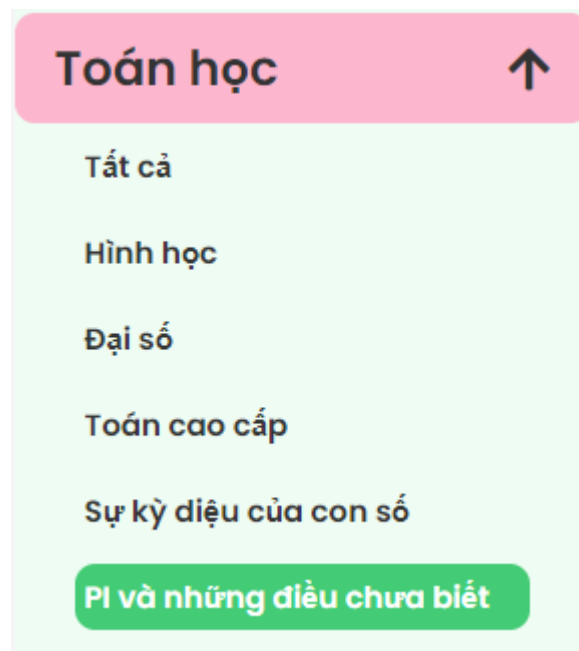 Toán học
Tất cả
Hình học
Đại số
Toán cao cấp
Sự kỳ diệu của con số
PI và những điều chưa biết